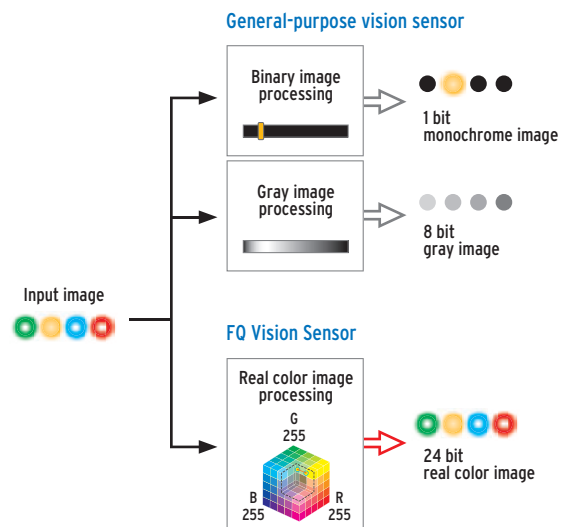 General-purpose vision sensor
Binary image
processing
1 bit
monochrome image
Gray image
processing
8 bit
gray image
Input image
FQ Vision Sensor
Real color image
processing
G
255
B
255
R
255
24 bit
real color image